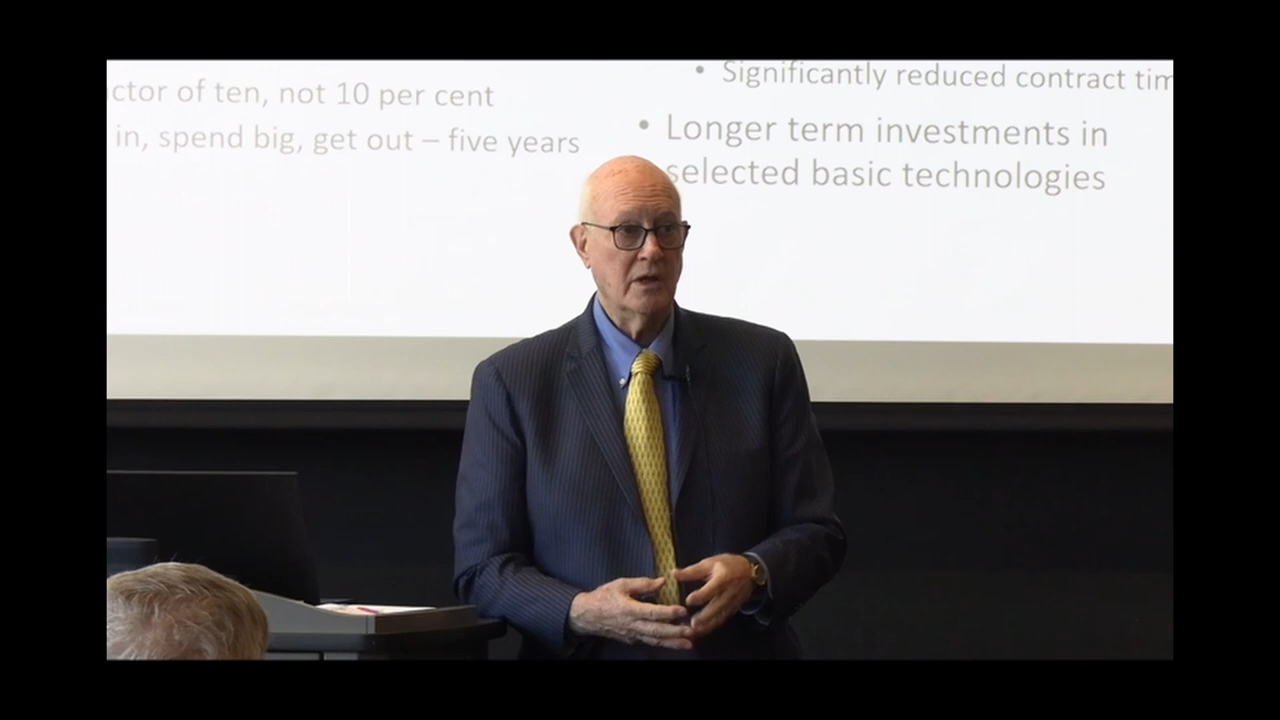 ctor of ten, not 10 per cent
in, spend big, get out – five years
• Significantly reduced contract tim
• Longer term investments in
selected basic technologies